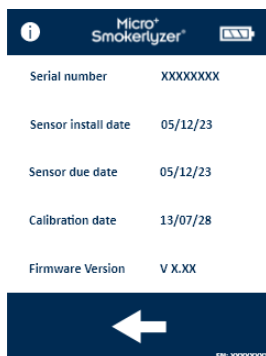 Micro+
Smokerlyzer®
Serial number XXXXXXXX
Sensor install date 05/12/23
Sensor due date 05/12/23
Calibration date 13/07/28
Firmware Version V X.XX